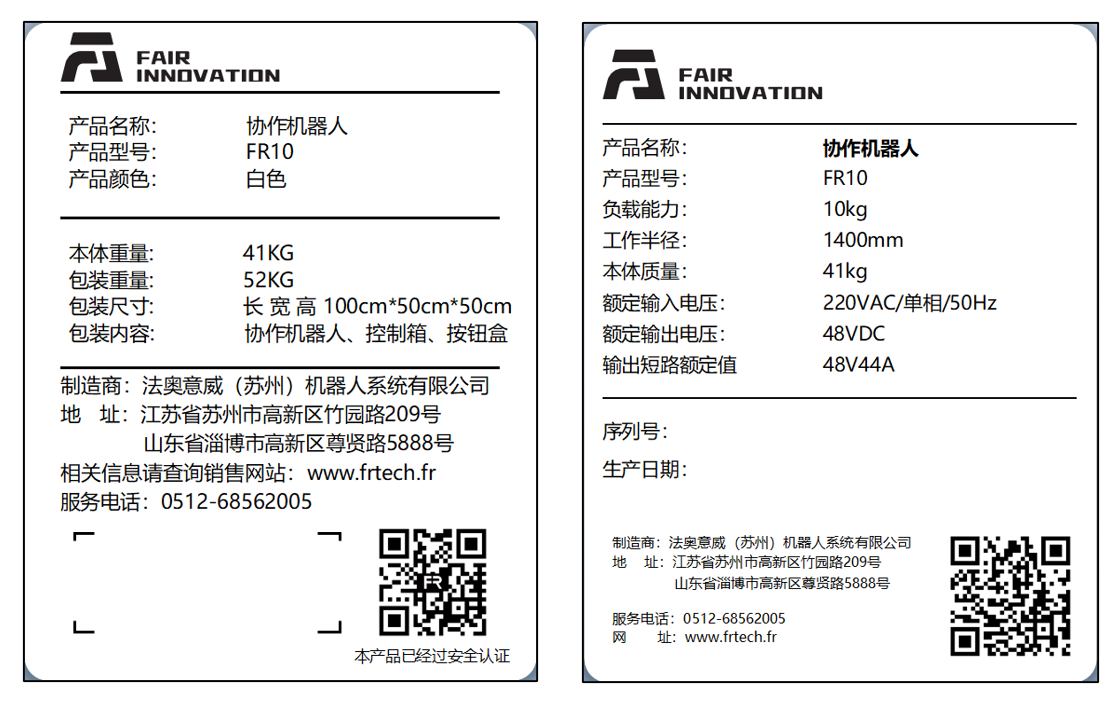 FAIR
INNOVATION
产品名称： 协作机器人
产品型号： FR10
产品颜色： 白色
本体重量: 41KG
包装重量: 52KG
包装尺寸: 长 宽 高 100cm*50cm*50cm
包装内容: 协作机器人、控制箱、按钮盒
制造商：法奥意威（苏州）机器人系统有限公司
地 址：江苏省苏州市高新区竹园路209号
山东省淄博市高新区尊贤路5888号
相关信息请查询销售网站：www.frtech.fr
服务电话：0512-68562005
本产品已经过安全认证
FAIR
INNOVATION
产品名称： 协作机器人
产品型号： FR10
负载能力： 10kg
工作半径： 1400mm
本体质量： 41kg
额定输入电压： 220VAC/单相/50Hz
额定输出电压： 48VDC
输出短路额定值 48V44A
序列号：
生产日期：
制造商：法奥意威（苏州）机器人系统有限公司
地 址：江苏省苏州市高新区竹园路209号
山东省淄博市高新区尊贤路5888号
服务电话：0512-68562005
网 址：www.frtech.fr